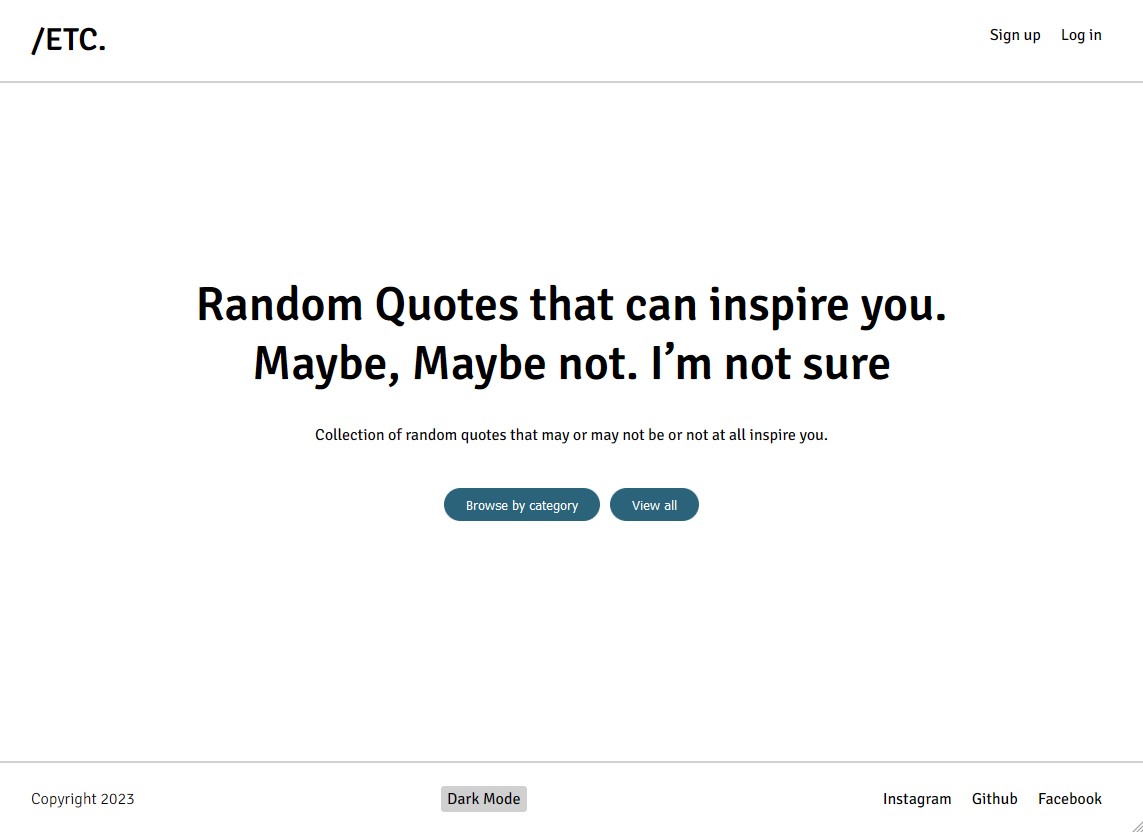 /ETC.
Sign up Log in
Random Quotes that can inspire you.
Maybe, Maybe not. I’m not sure
Collection of random quotes that may or may not be or not at all inspire you.
Browse by category View all
Copyright 2023 Dark Mode Instagram Github Facebook